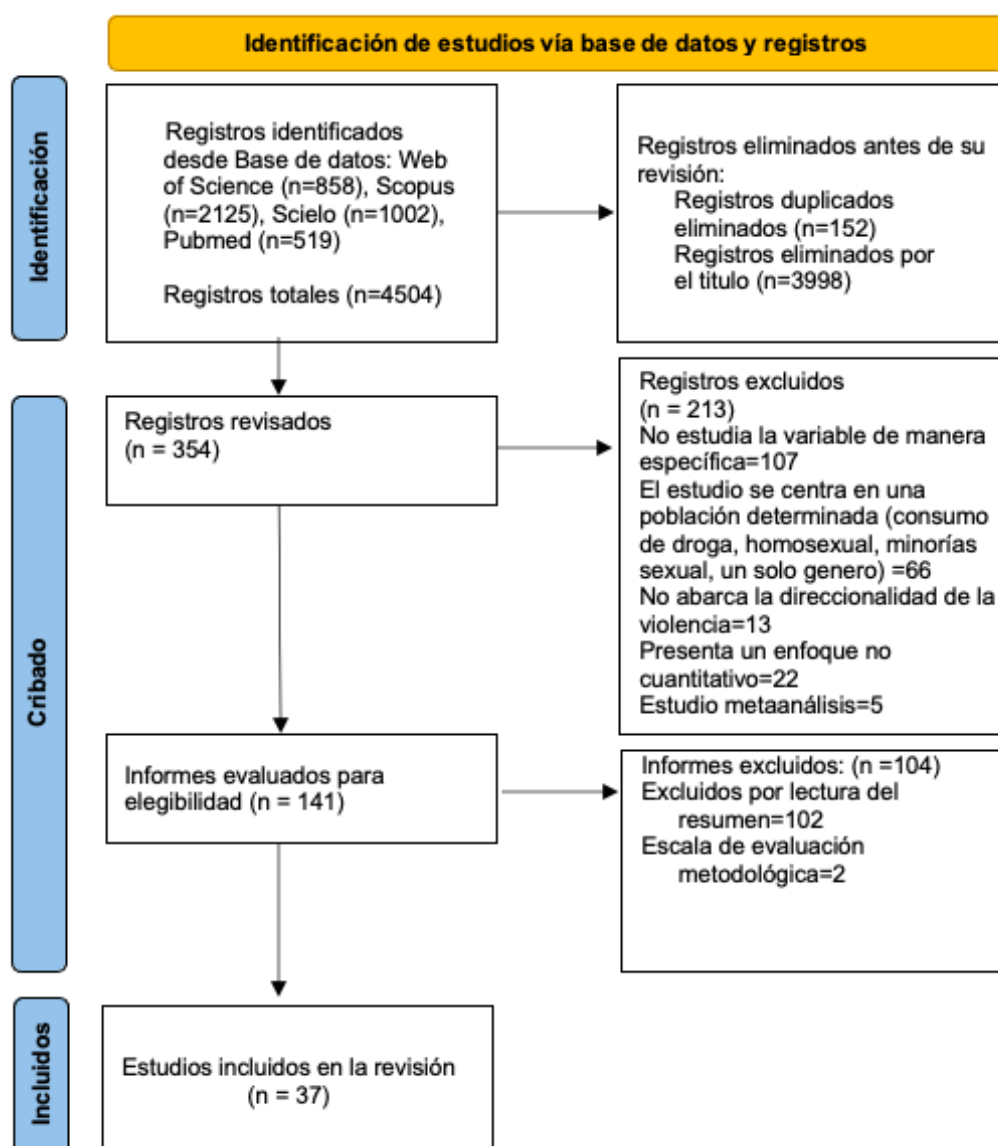 Identificación de estudios vía base de datos y registros
Identificación
Registros identificados
desde Base de datos: Web
of Science (n=858), Scopus
(n=2125), Scielo (n=1002),
Pubmed (n=519)
Registros totales (n=4504)
Registros eliminados antes de su
revisión:
Registros duplicados
eliminados (n=152)
Registros eliminados por
el titulo (n=3998)
Cribado
Registros revisados
(n = 354)
Registros excluidos
(n = 213)
No estudia la variable de manera
específica=107
El estudio se centra en una
población determinada (consumo
de droga, homosexual, minorías
sexual, un solo genero) =66
No abarca la direccionalidad de la
violencia=13
Presenta un enfoque no
cuantitativo=22
Estudio metaanálisis=5
Informes evaluados para
elegibilidad (n = 141)
Informes excluidos: (n =104)
Excluidos por lectura del
resumen=102
Escala de evaluación
metodológica=2
Incluidos
Estudios incluidos en la revisión
(n = 37)